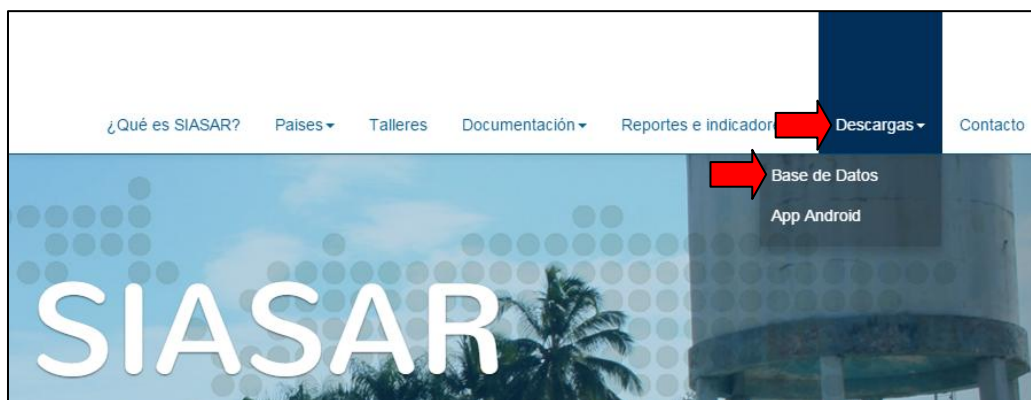 ¿Qué es SIASAR? Paises Talleres Documentación Reportes e indicador Descargas Contacto
Base de Datos
App Android
SIASAR